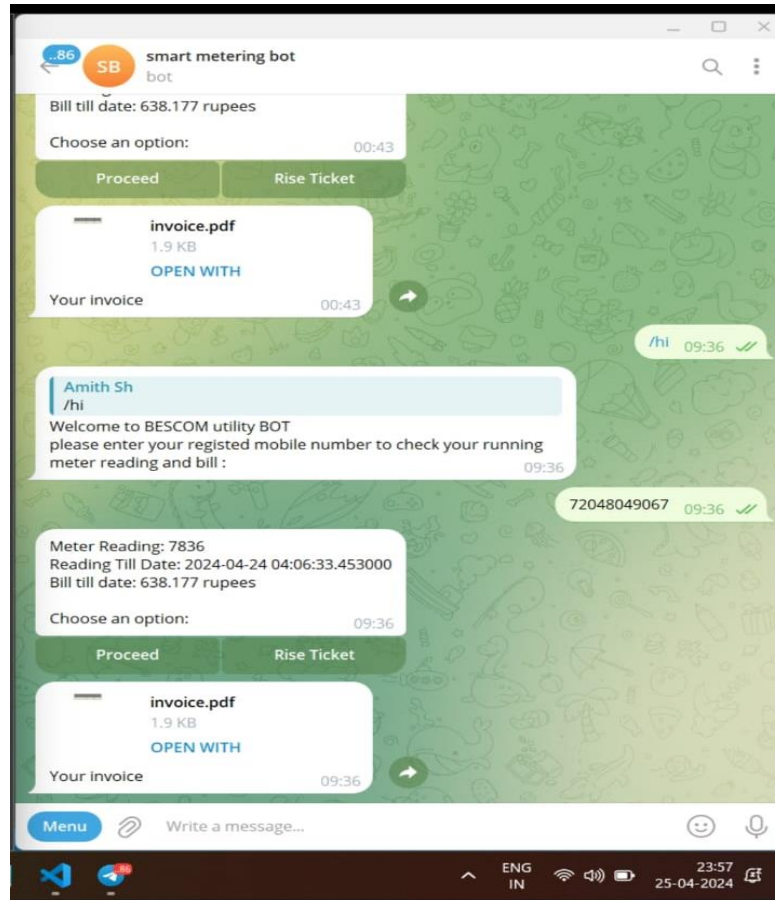 ..86
SB
smart metering bot
bot
Bill till date: 638.177 rupees
Choose an option:
00:43
Proceed
Rise Ticket
invoice.pdf
1.9 KB
OPEN WITH
Your invoice
00:43
/hi 09:36
Amith Sh
/hi
Welcome to BESCOM utility BOT
please enter your registed mobile number to check your running
meter reading and bill :
09:36
72048049067 09:36
Meter Reading: 7836
Reading Till Date: 2024-04-24 04:06:33.453000
Bill till date: 638.177 rupees
Choose an option:
09:36
Proceed
Rise Ticket
invoice.pdf
1.9 KB
OPEN WITH
Your invoice
09:36
Menu
Write a message...
86
ENG
IN
23:57
25-04-2024